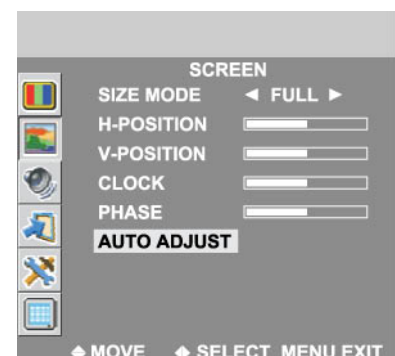 SCREEN
SIZE MODE ◄ FULL ►
H-POSITION
V-POSITION
CLOCK
PHASE
AUTO ADJUST
MOVE SELECT MENU EXIT